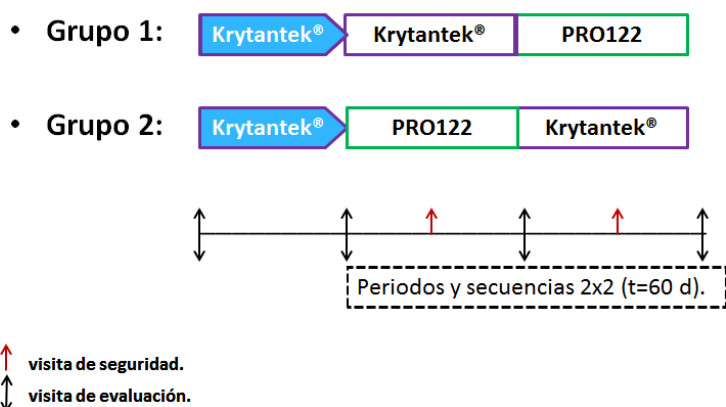 • Grupo 1: Krytantek® Krytantek® PRO122
• Grupo 2: Krytantek® PRO122 Krytantek®
Periodos y secuencias 2x2 (t=60 d).
visita de seguridad.
visita de evaluación.